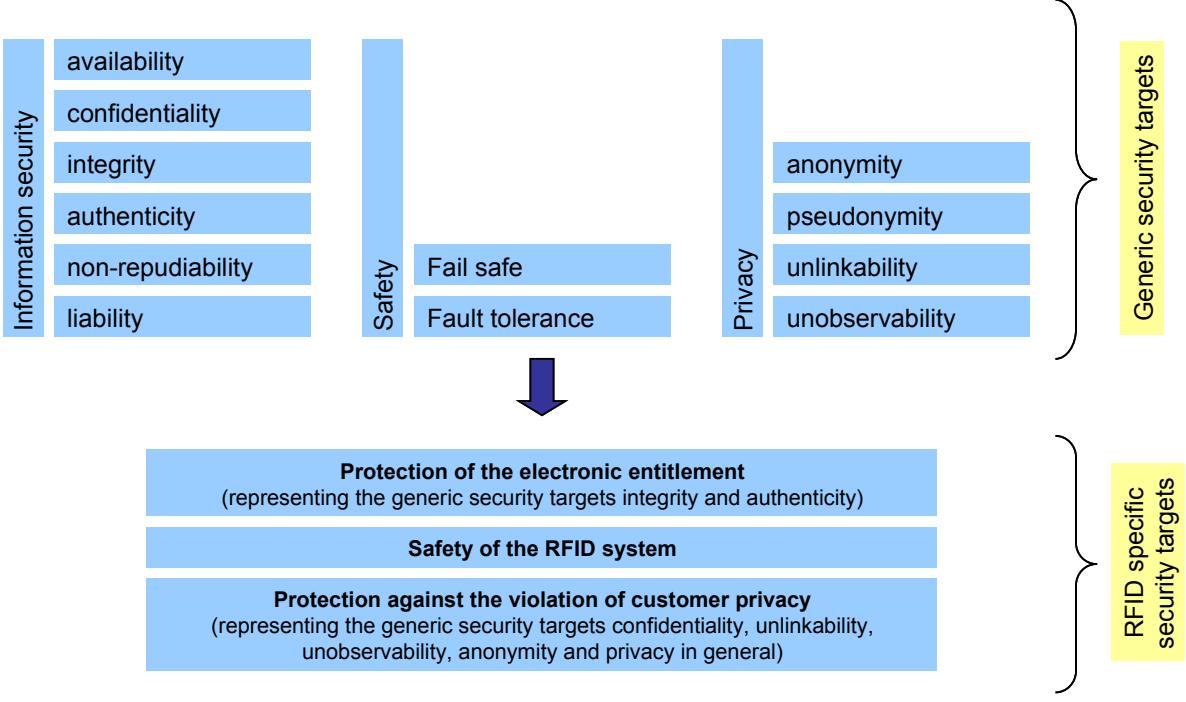 Information security
availability
confidentiality
integrity
authenticity
non-repudiability
liability
Safety
Fail safe
Fault tolerance
Privacy
anonymity
pseudonymity
unlinkability
unobservability
Generic security targets
Protection of the electronic entitlement
(representing the generic security targets integrity and authenticity)
Safety of the RFID system
Protection against the violation of customer privacy
(representing the generic security targets confidentiality, unlinkability,
unobservability, anonymity and privacy in general)
RFID specific
security targets